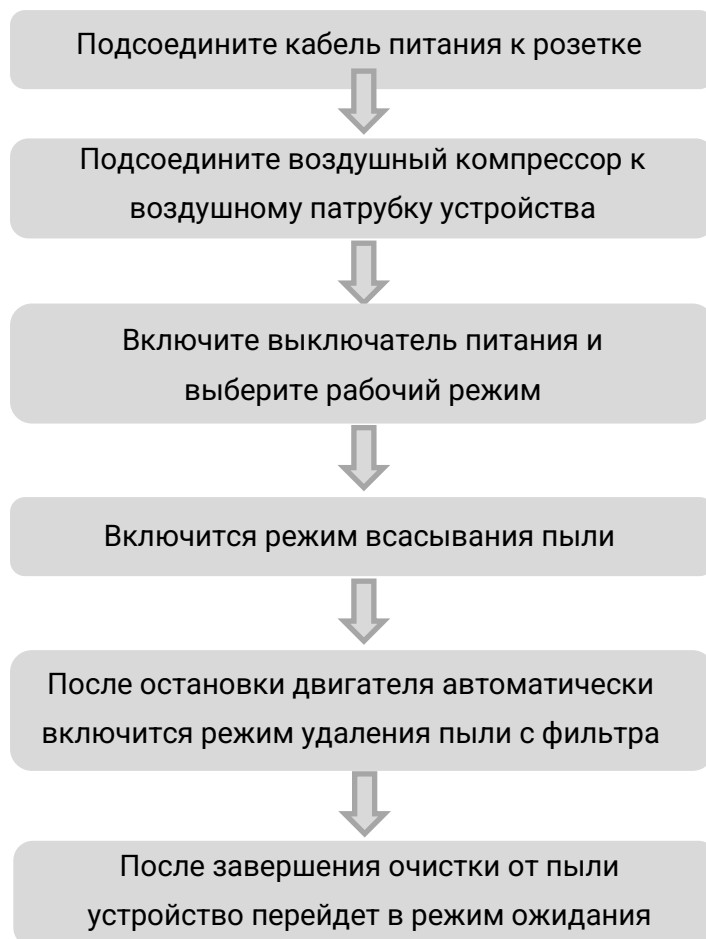 Подсоедините кабель питания к розетке
Подсоедините воздушный компрессор к
воздушному патрубку устройства
Включите выключатель питания и
выберите рабочий режим
Включится режим всасывания пыли
После остановки двигателя автоматически
включится режим удаления пыли с фильтра
После завершения очистки от пыли
устройство перейдет в режим ожидания